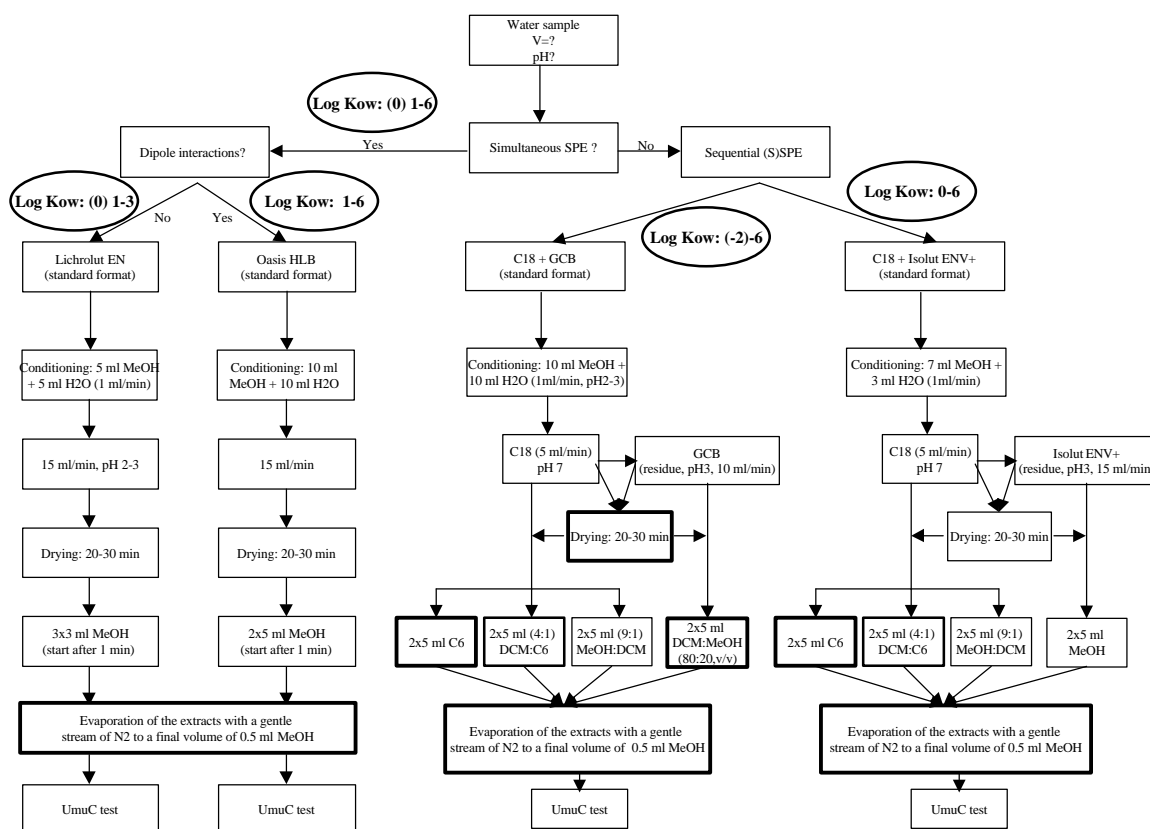 Water sample
V=?
pH?
Log Kow: (0) 1-6
Dipole interactions?
Yes
Simultaneous SPE ?
No
Sequential (S)SPE
Log Kow: (0) 1-3
Log Kow: 1-6
Log Kow: 0-6
No
Yes
Log Kow: (-2)-6
Lichrolut EN
(standard format)
Oasis HLB
(standard format)
C18 + GCB
(standard format)
C18 + Isolut ENV+
(standard format)
Conditioning: 5 ml MeOH
+ 5 ml H2O (1 ml/min)
Conditioning: 10 ml
MeOH + 10 ml H2O
Conditioning: 10 ml MeOH +
10 ml H2O (1ml/min, pH2-3)
Conditioning: 7 ml MeOH +
3 ml H2O (1ml/min)
15 ml/min, pH 2-3
15 ml/min
C18 (5 ml/min)
pH 7
GCB
(residue, pH3, 10 ml/min)
C18 (5 ml/min)
pH 7
Isolut ENV+
(residue, pH3, 15 ml/min)
Drying: 20-30 min
Drying: 20-30 min
Drying: 20-30 min
Drying: 20-30 min
3x3 ml MeOH
(start after 1 min)
2x5 ml MeOH
(start after 1 min)
2x5 ml C6
2x5 ml (4:1)
DCM:C6
2x5 ml (9:1)
MeOH:DCM
2x5 ml
DCM:MeOH
(80:20,v/v)
2x5 ml C6
2x5 ml (4:1)
DCM:C6
2x5 ml (9:1)
MeOH:DCM
2x5 ml
MeOH
Evaporation of the extracts with a gentle
stream of N2 to a final volume of 0.5 ml MeOH
Evaporation of the extracts with a gentle
stream of N2 to a final volume of 0.5 ml MeOH
Evaporation of the extracts with a gentle
stream of N2 to a final volume of 0.5 ml MeOH
UmuC test
UmuC test
UmuC test
UmuC test